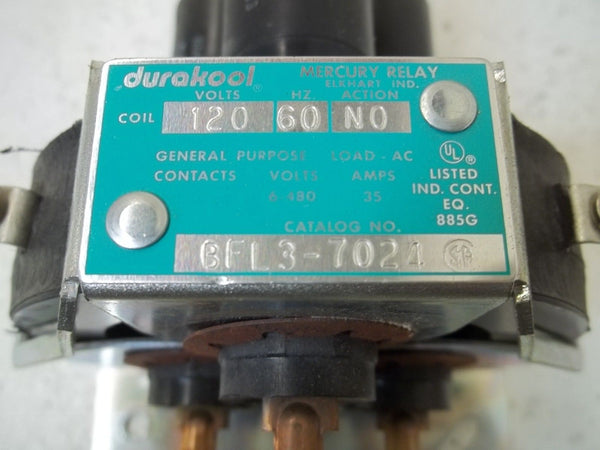 durakool® MERCURY RELAY
ELKHART IND.
VOLTS HZ. ACTION
COIL 120 60 NO
GENERAL PURPOSE LOAD - AC
CONTACTS VOLTS AMPS
6-480 35
UL®
LISTED
IND. CONT.
EQ.
885G
CATALOG NO.
BFL3-7024 SA